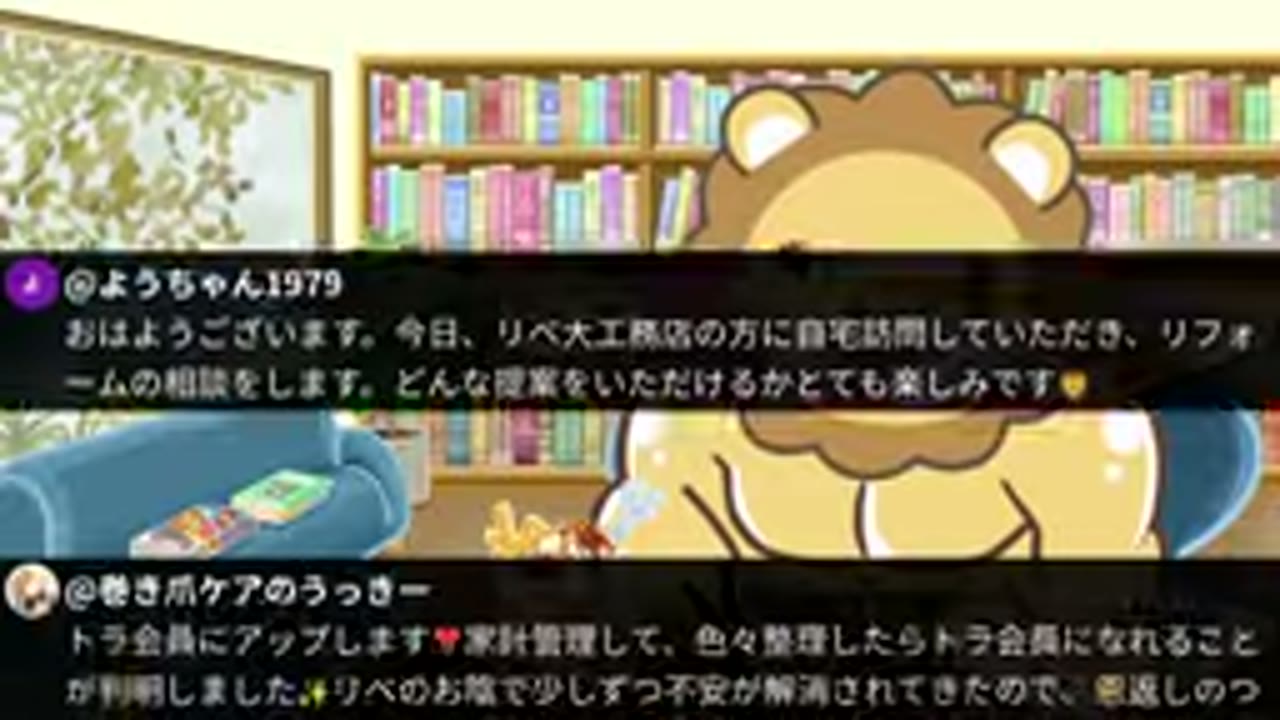 @ようちゃん1979
おはようございます。今日、リベ大工務店の方に自宅訪問していただき、リフォ
ームの相談をします。どんな提案をいただけるかとても楽しみです🦁
@巻き爪ケアのうっきー
トラ会員にアップします❣️家計管理して、色々整理したらトラ会員になれること
が判明しました✨リベのお陰で少しずつ不安が解消されてきたので、恩返しのつ